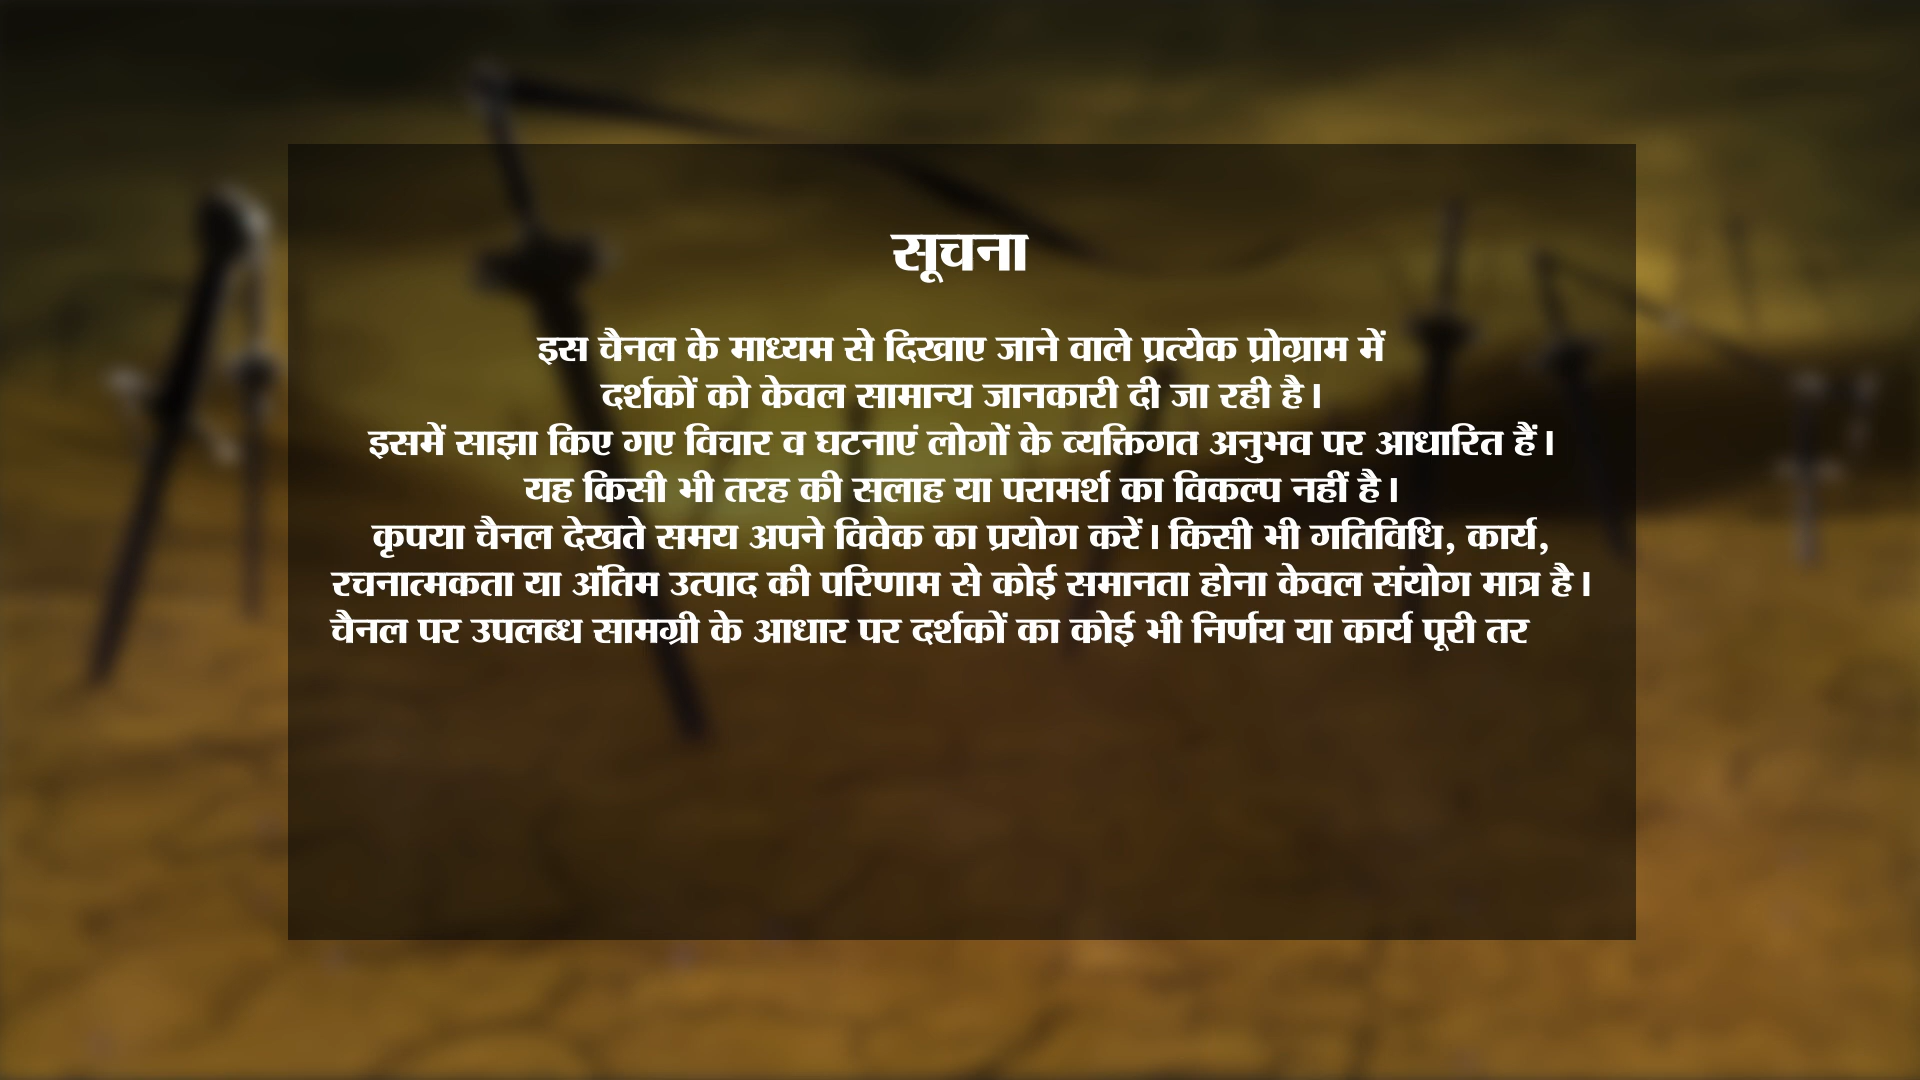 सूचना
इस चैनल के माध्यम से दिखाए जाने वाले प्रत्येक प्रोग्राम में
दर्शकों को केवल सामान्य जानकारी दी जा रही है।
इसमें साझा किए गए विचार व घटनाएं लोगों के व्यक्तिगत अनुभव पर आधारित हैं।
यह किसी भी तरह की सलाह या परामर्श का विकल्प नहीं है।
कृपया चैनल देखते समय अपने विवेक का प्रयोग करें। किसी भी गतिविधि, कार्य,
रचनात्मकता या अंतिम उत्पाद की परिणाम से कोई समानता होना केवल संयोग मात्र है।
चैनल पर उपलब्ध सामग्री के आधार पर दर्शकों का कोई भी निर्णय या कार्य पूरी तर